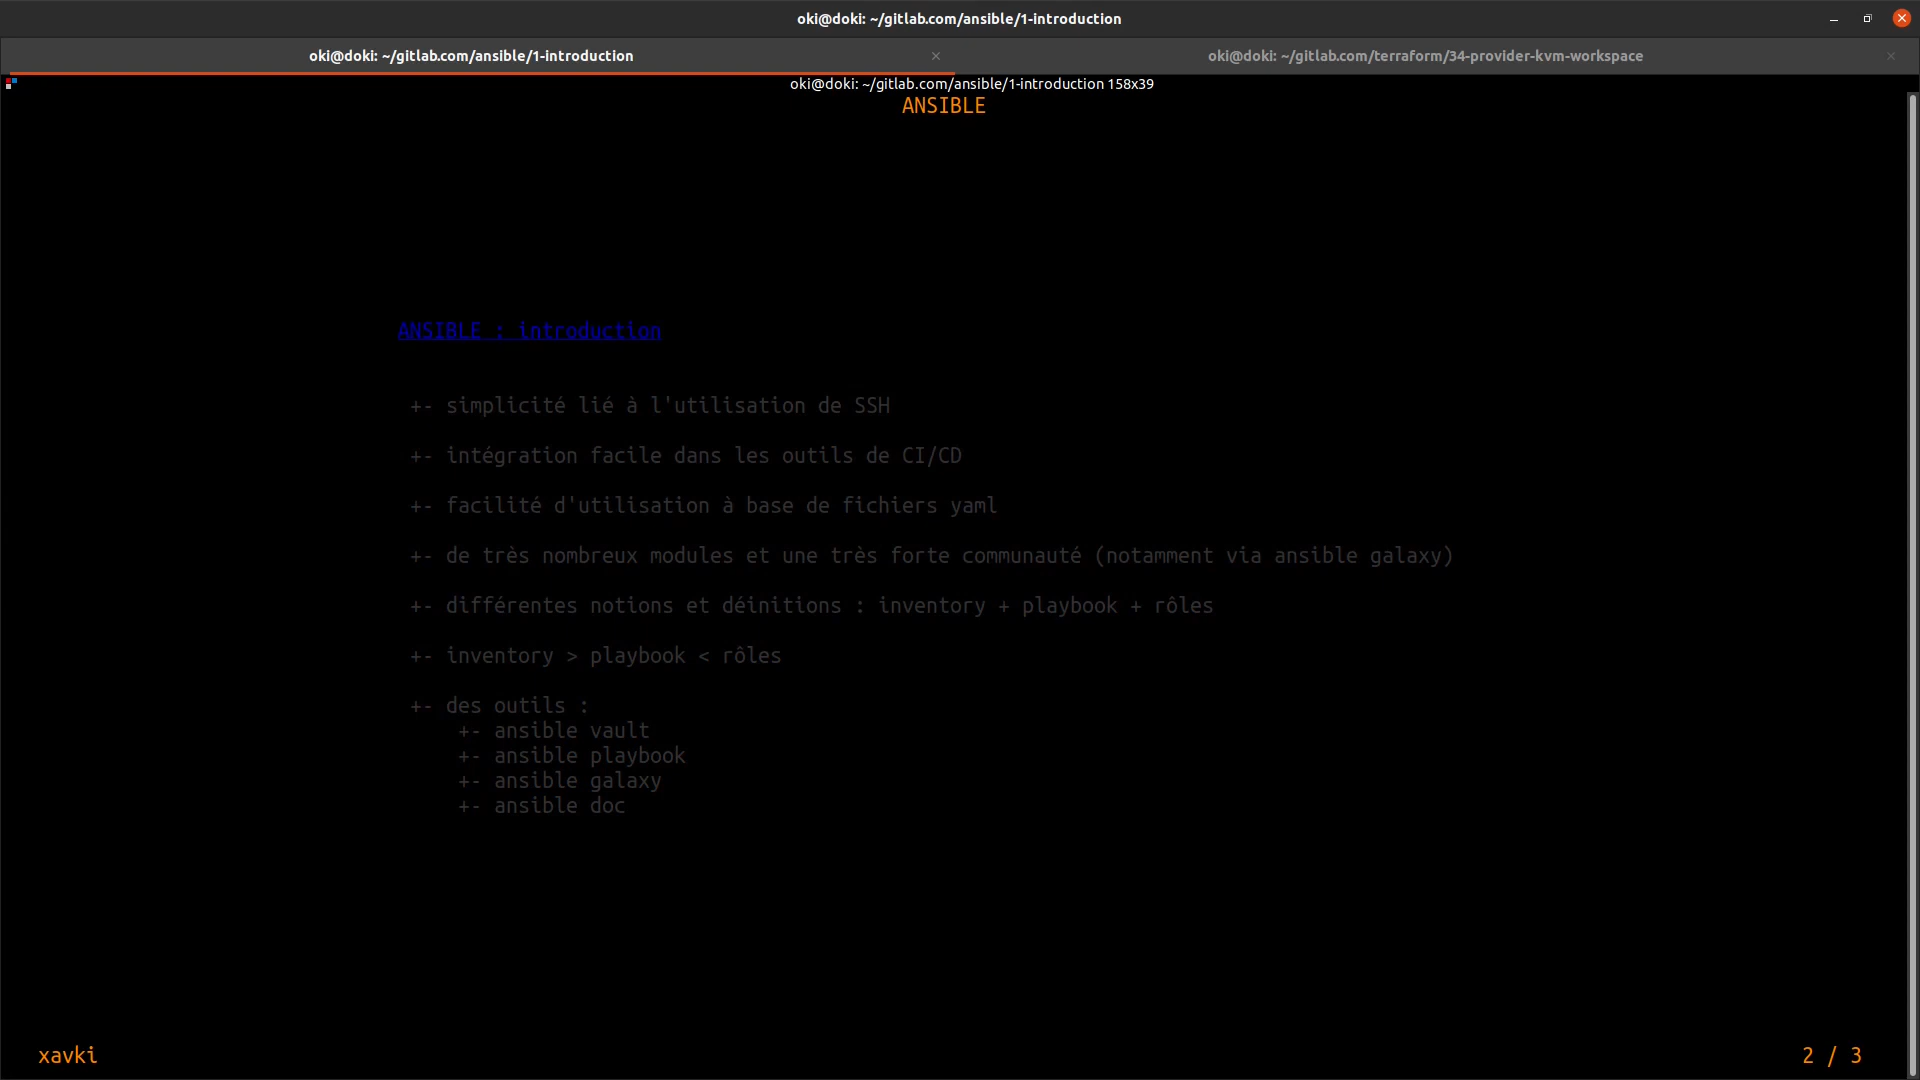 oki@doki: ~/gitlab.com/ansible/1-introduction
oki@doki: ~/gitlab.com/ansible/1-introduction × oki@doki: ~/gitlab.com/terraform/34-provider-kvm-workspace ×
oki@doki: ~/gitlab.com/ansible/1-introduction 158x39
ANSIBLE
ANSIBLE : introduction
+- simplicité lié à l'utilisation de SSH
+- intégration facile dans les outils de CI/CD
+- facilité d'utilisation à base de fichiers yaml
+- de très nombreux modules et une très forte communauté (notamment via ansible galaxy)
+- différentes notions et déinitions : inventory + playbook + rôles
+- inventory > playbook < rôles
+- des outils :
+- ansible vault
+- ansible playbook
+- ansible galaxy
+- ansible doc
xavki 2 / 3